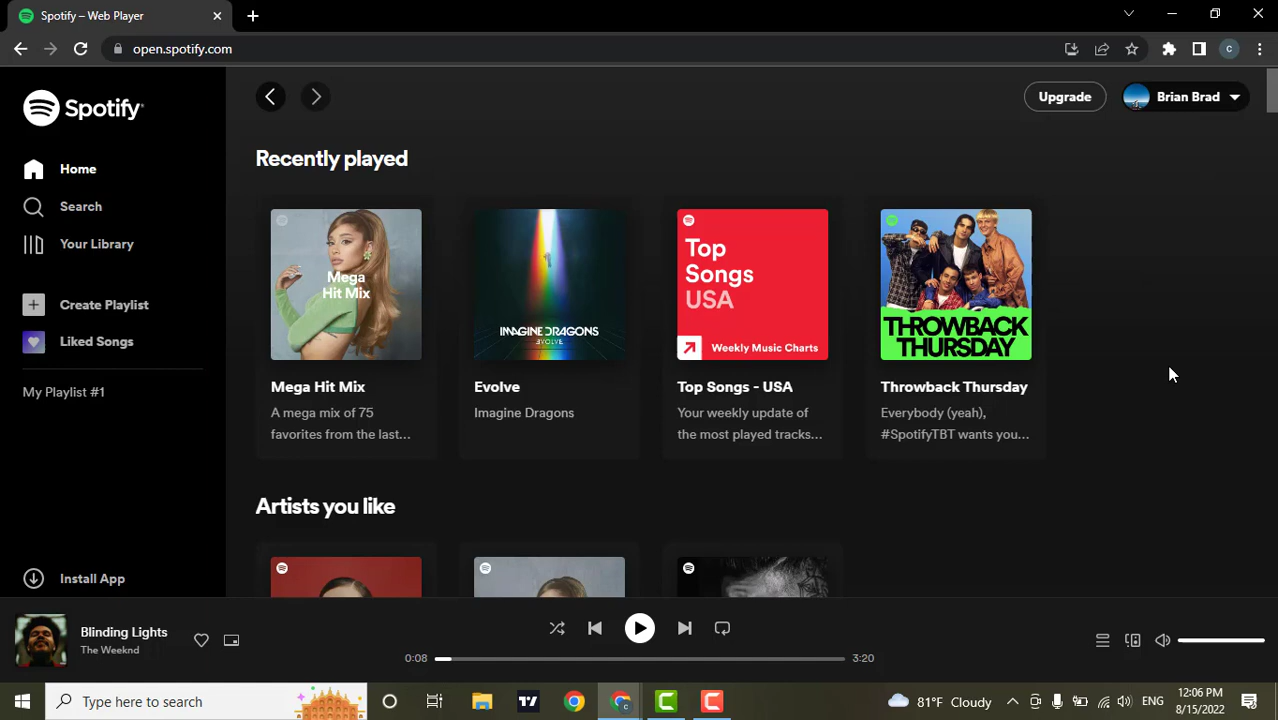 Spotify – Web Player
open.spotify.com
C
Spotify
Upgrade
Brian Brad
Home
Search
Your Library
Create Playlist
Liked Songs
My Playlist #1
Install App
Recently played
Mega
Hit Mix
IMAGINE DRAGONS
EVOLVE
Top
Songs
USA
Weekly Music Charts
THROWBACK
THURSDAY
Mega Hit Mix
A mega mix of 75
favorites from the last...
Evolve
Imagine Dragons
Top Songs - USA
Your weekly update of
the most played tracks...
Throwback Thursday
Everybody (yeah),
#SpotifyTBT wants you...
Artists you like
Blinding Lights
The Weeknd
0:08
3:20
Type here to search
81°F Cloudy
ENG
12:06 PM
8/15/2022